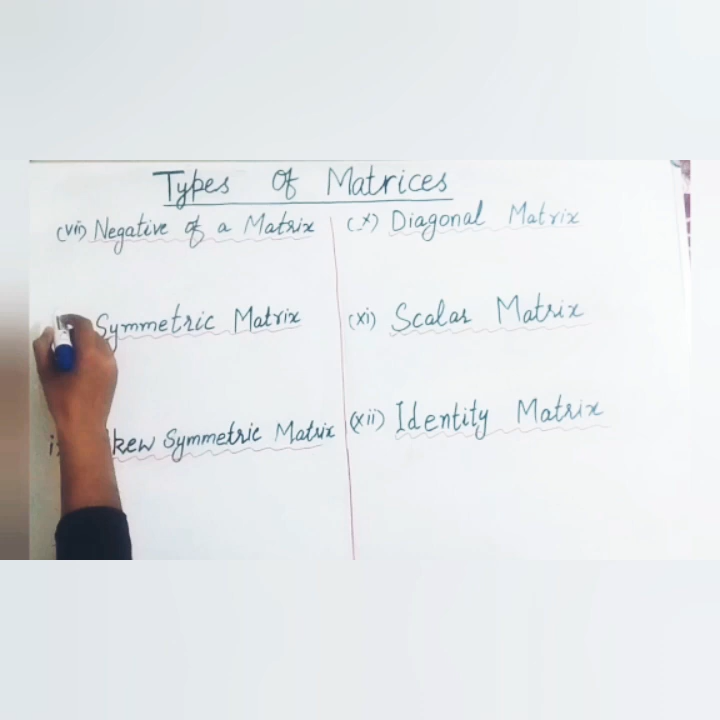 Types of Matrices
(vii) Negative of a Matrix
Symmetric Matrix
kew Symmetric Matrix
(x) Diagonal Matrix
(xi) Scalar Matrix
(xii) Identity Matrix